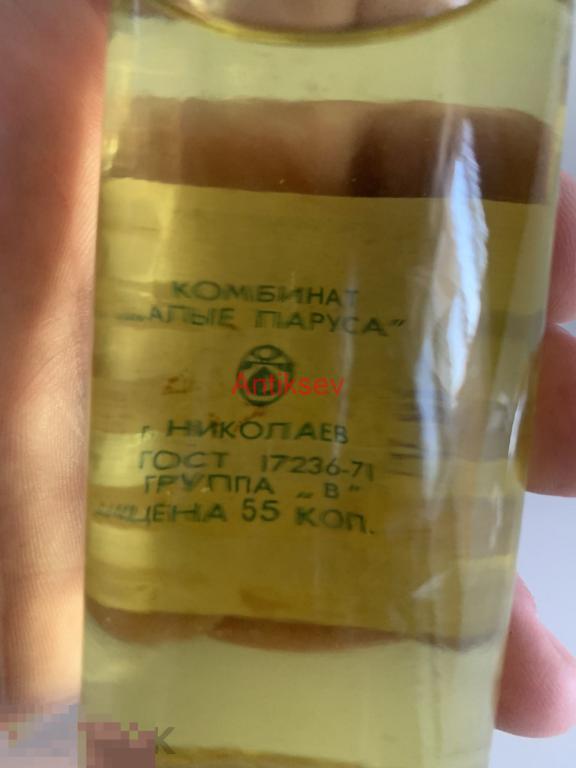 КОМБИНАТ
„АЛЫЕ ПАРУСА”
Antiksev
г. НИКОЛАЕВ
ГОСТ 17236-71
ГРУППА „В”
ЦЕНА 55 КОП.